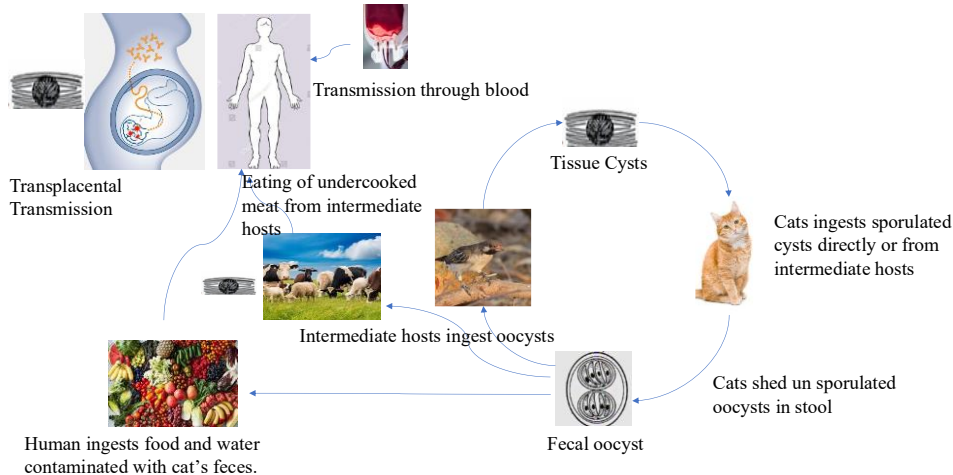 Transmission through blood
Tissue Cysts
Transplacental
Transmission
Eating of undercooked
meat from intermediate
hosts
Cats ingests sporulated
cysts directly or from
intermediate hosts
Intermediate hosts ingest oocysts
Cats shed un sporulated
oocysts in stool
Fecal oocyst
Human ingests food and water
contaminated with cat’s feces.